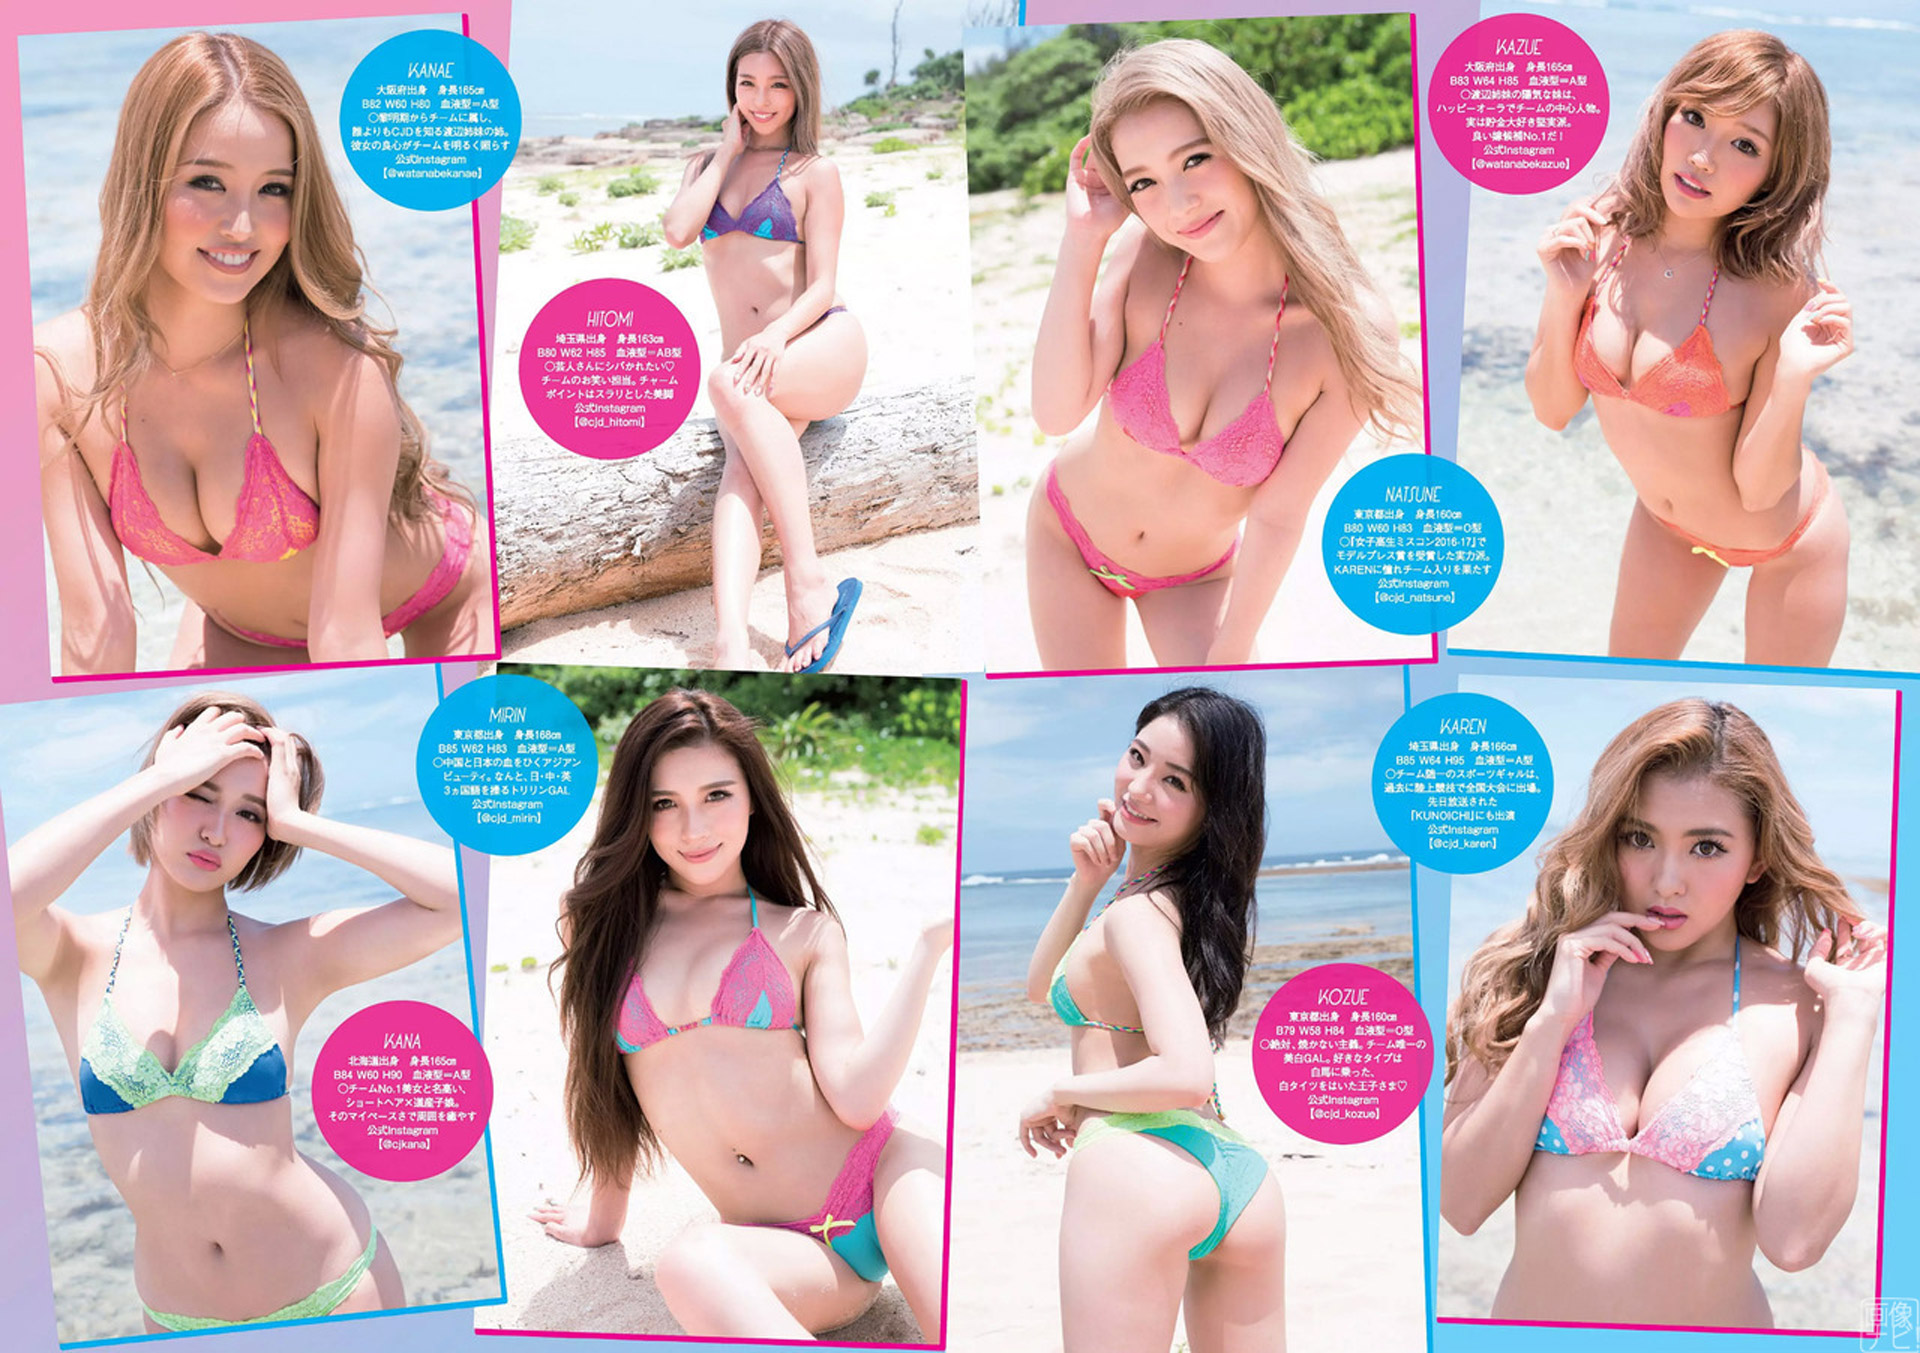 KANAE
大阪府出身　身長165㎝
B82 W60 H80　血液型＝A型
○黎明期からチームに属し、
誰よりもCJDを知る渡辺姉妹の姉。
彼女の良心がチームを明るく照らす
公式Instagram
【@watanabekanae】
HITOMI
埼玉県出身　身長163㎝
B80 W62 H85　血液型＝AB型
○芸人さんにシバかれたい♡
チームのお笑い担当。チャーム
ポイントはスラリとした美脚
公式Instagram
【@cjd_hitomi】
NATSUNE
東京都出身　身長160㎝
B80 W60 H83　血液型＝O型
○『女子高生ミスコン2016-17』で
モデルプレス賞を受賞した実力派。
KARENに憧れチーム入りを果たす
公式Instagram
【@cjd_natsune】
KAZUE
大阪府出身　身長165㎝
B83 W64 H85　血液型＝A型
○渡辺姉妹の陽気な妹は、
ハッピーオーラでチームの中心人物。
実は貯金大好き堅実派。
良い嫁候補No.1だ！
公式Instagram
【@watanabekazue】
KANA
北海道出身　身長165㎝
B84 W60 H90　血液型＝A型
○チームNo.1美女と名高い、
ショートヘア×道産子娘。
そのマイペースさで周囲を癒やす
公式Instagram
【@cjkana】
MIRIN
東京都出身　身長168㎝
B85 W62 H83　血液型＝A型
○中国と日本の血をひくアジアン
ビューティ。なんと、日・中・英
3ヵ国語を操るトリリンGAL
公式Instagram
【@cjd_mirin】
KOZUE
東京都出身　身長160㎝
B79 W58 H84　血液型＝O型
○絶対、焼かない主義。チーム唯一の
美白GAL。好きなタイプは
白馬に乗った、
白タイツをはいた王子さま♡
公式Instagram
【@cjd_kozue】
KAREN
埼玉県出身　身長166㎝
B85 W64 H95　血液型＝A型
○チーム随一のスポーツギャルは、
過去に陸上競技で全国大会に出場。
先日放送された
「KUNOICHI」にも出演
公式Instagram
【@cjd_karen】
画像
ナビ!